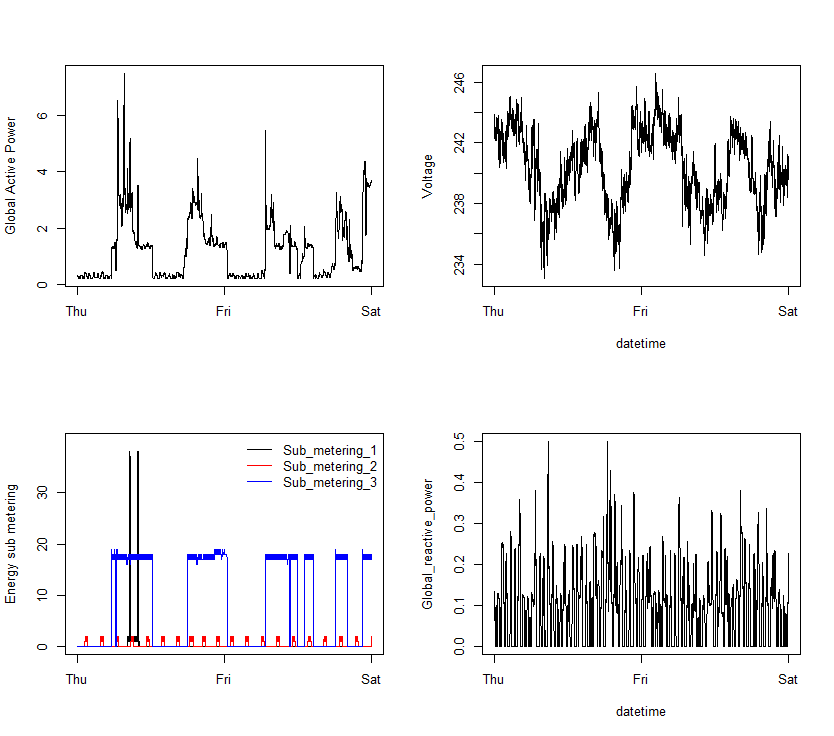 Global Active Power
0
2
4
6
Thu
Fri
Sat
Voltage
234
238
242
246
Thu
Fri
Sat
datetime
Energy sub metering
0
10
20
30
Sub_metering_1
Sub_metering_2
Sub_metering_3
Thu
Fri
Sat
Global_reactive_power
0.0
0.1
0.2
0.3
0.4
0.5
Thu
Fri
Sat
datetime